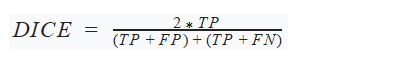 DICE = 2 * TP / (TP + FP) + (TP + FN)